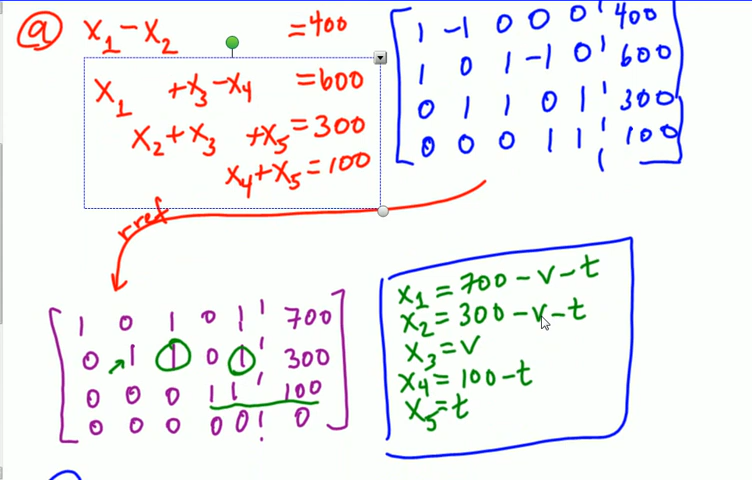 ⓐ x₁ - x₂ = 400
x₁ + x₃ - x₄ = 600
x₂ + x₃ + x₅ = 300
x₄ + x₅ = 100
1 -1 0 0 0 ¦ 400
1 0 1 -1 0 ¦ 600
0 1 1 0 1 ¦ 300
0 0 0 1 1 ¦ 100
rref
1 0 1 0 1 ¦ 700
0 1 1 0 1 ¦ 300
0 0 0 1 1 ¦ 100
0 0 0 0 0 ¦ 0
x₁ = 700 - v - t
x₂ = 300 - v - t
x₃ = v
x₄ = 100 - t
x₅ = t